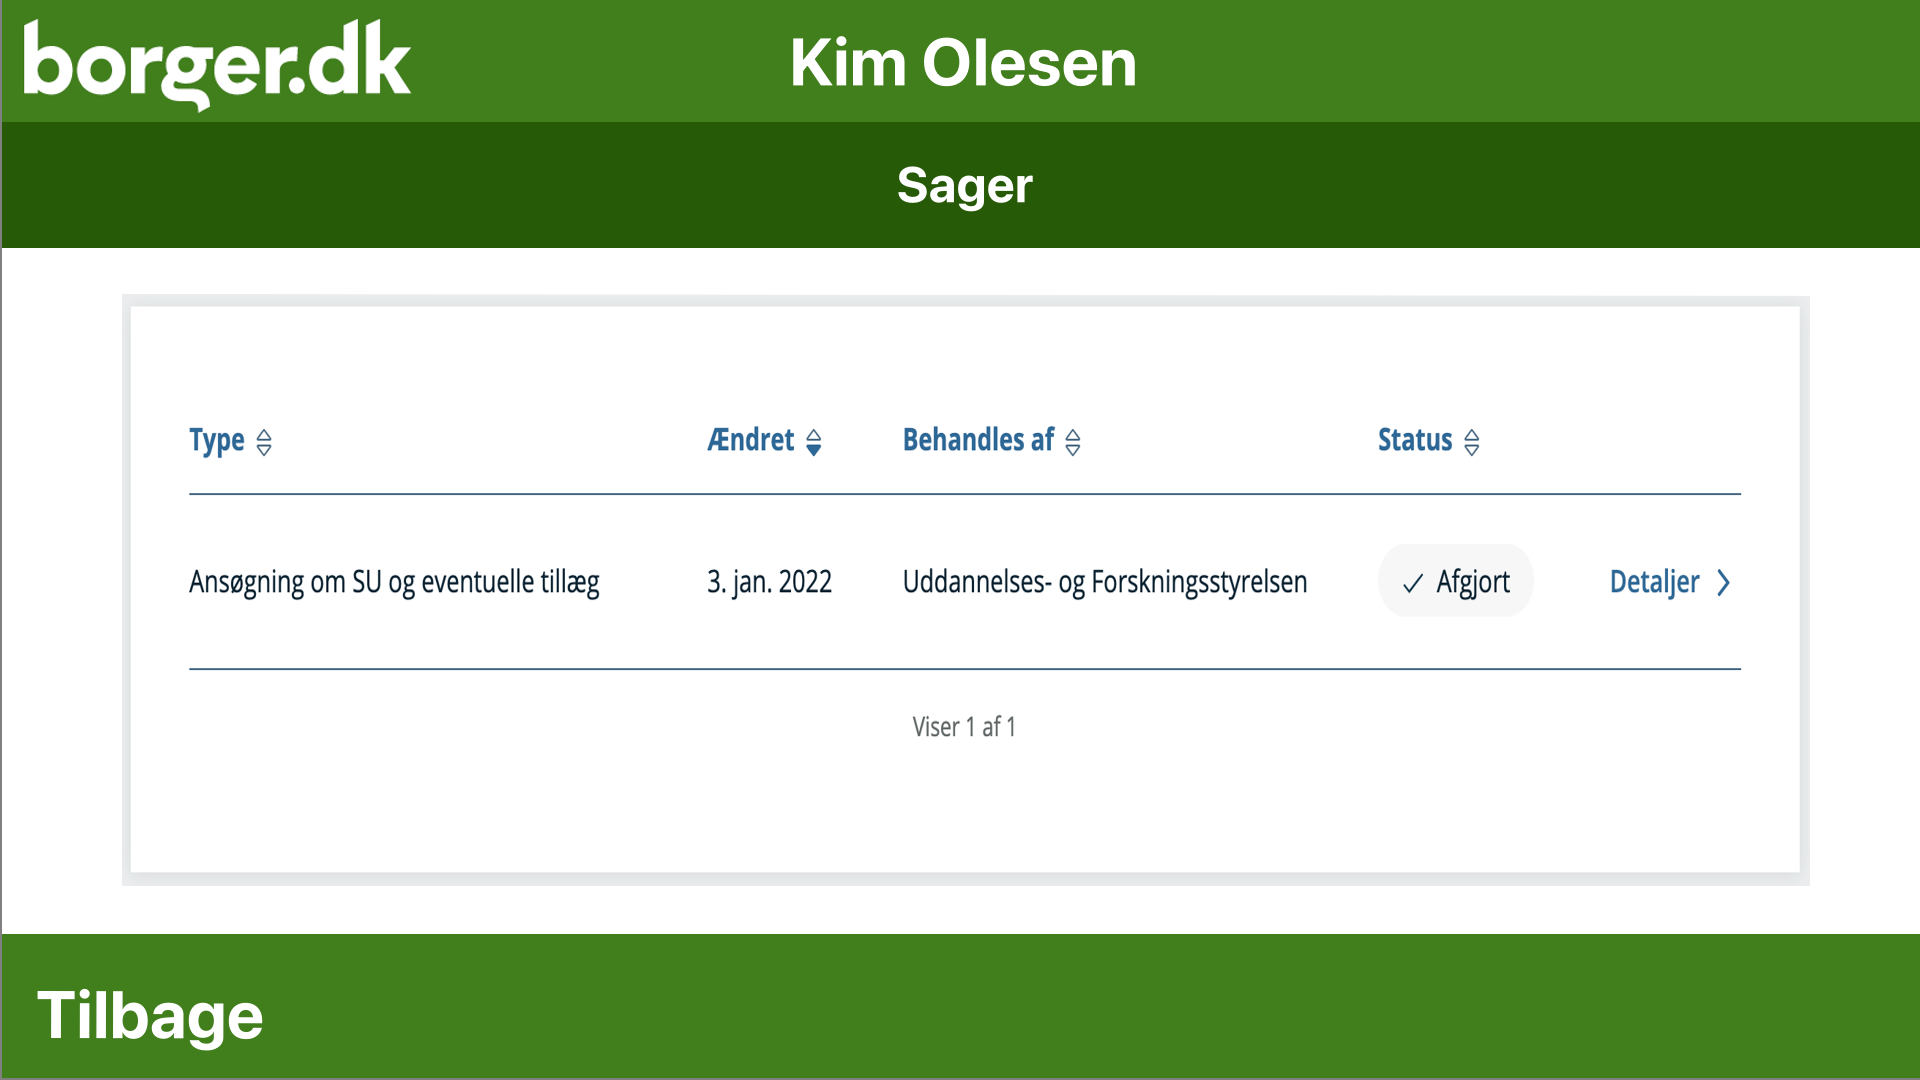 borger.dk
Kim Olesen
Sager
Type Ændret Behandles af Status
Ansøgning om SU og eventuelle tillæg 3. jan. 2022 Uddannelses- og Forskningsstyrelsen Afgjort Detaljer
Viser 1 af 1
Tilbage